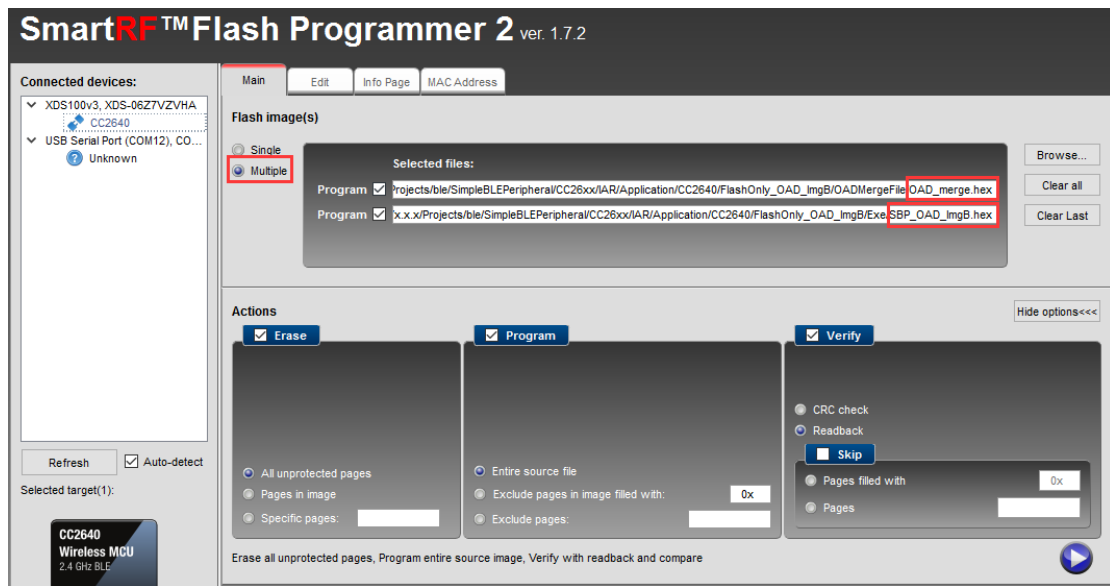 SmartRF™Flash Programmer 2 ver. 1.7.2
Connected devices:
XDS100v3, XDS-06Z7VZVHA
CC2640
USB Serial Port (COM12), CO...
Unknown
Refresh
Auto-detect
Selected target(1):
CC2640
Wireless MCU
2.4 GHz BLE
Main
Edit
Info Page
MAC Address
Flash image(s)
Single
Multiple
Selected files:
Program
Projects/ble/SimpleBLEPeripheral/CC26xx/IAR/Application/CC2640/FlashOnly_OAD_ImgB/OADMergeFile OAD_merge.hex
Program
x.x.x/Projects/ble/SimpleBLEPeripheral/CC26xx/IAR/Application/CC2640/FlashOnly_OAD_ImgB/Exe/SBP_OAD_ImgB.hex
Browse...
Clear all
Clear Last
Actions
Hide options<<<
Erase
All unprotected pages
Pages in image
Specific pages:
Program
Entire source file
Exclude pages in image filled with:
0x
Exclude pages:
Verify
CRC check
Readback
Skip
Pages filled with
0x
Pages
Erase all unprotected pages, Program entire source image, Verify with readback and compare